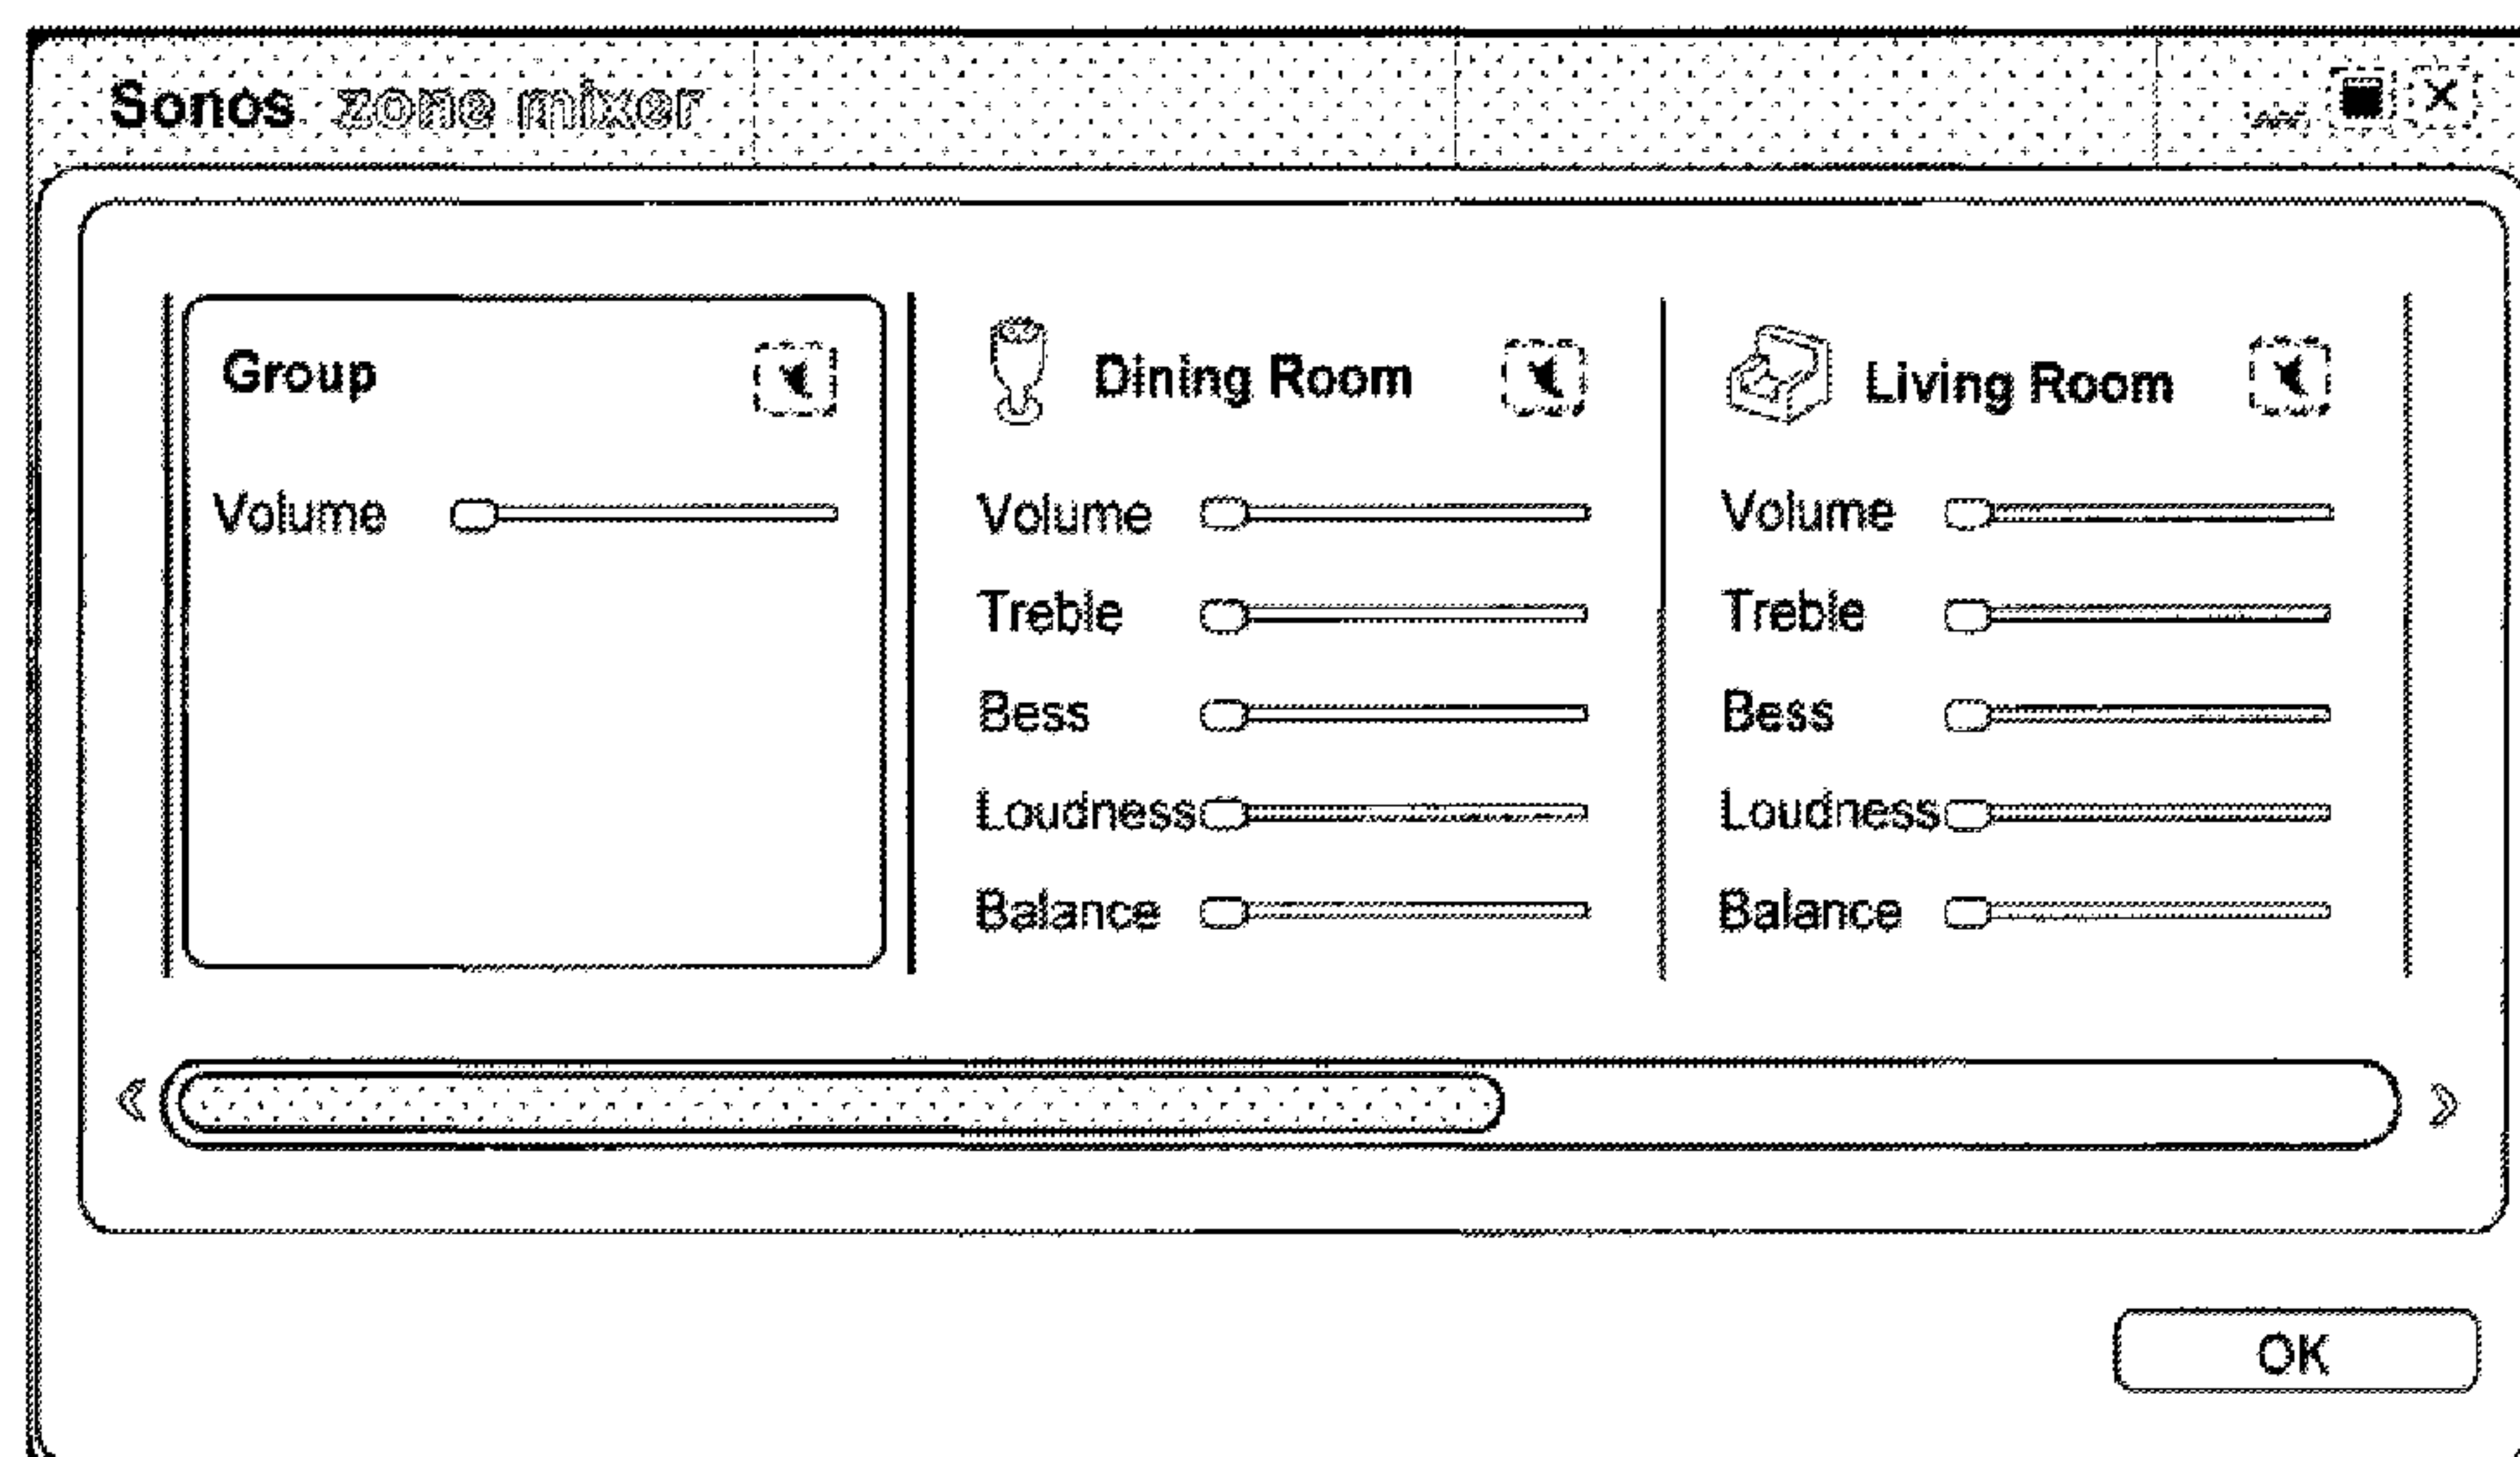 Sonos zone mixer
Group
Volume
Dining Room
Volume
Treble
Bess
Loudness
Balance
Living Room
Volume
Treble
Bess
Loudness
Balance
OK